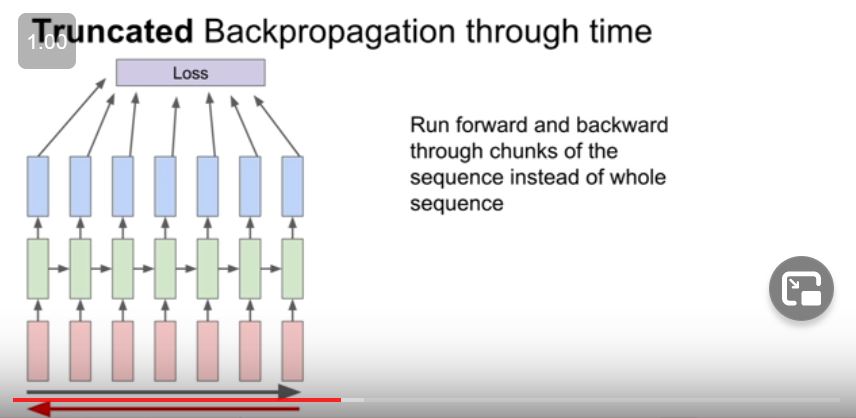 Truncated Backpropagation through time
1.00
Loss
Run forward and backward
through chunks of the
sequence instead of whole
sequence